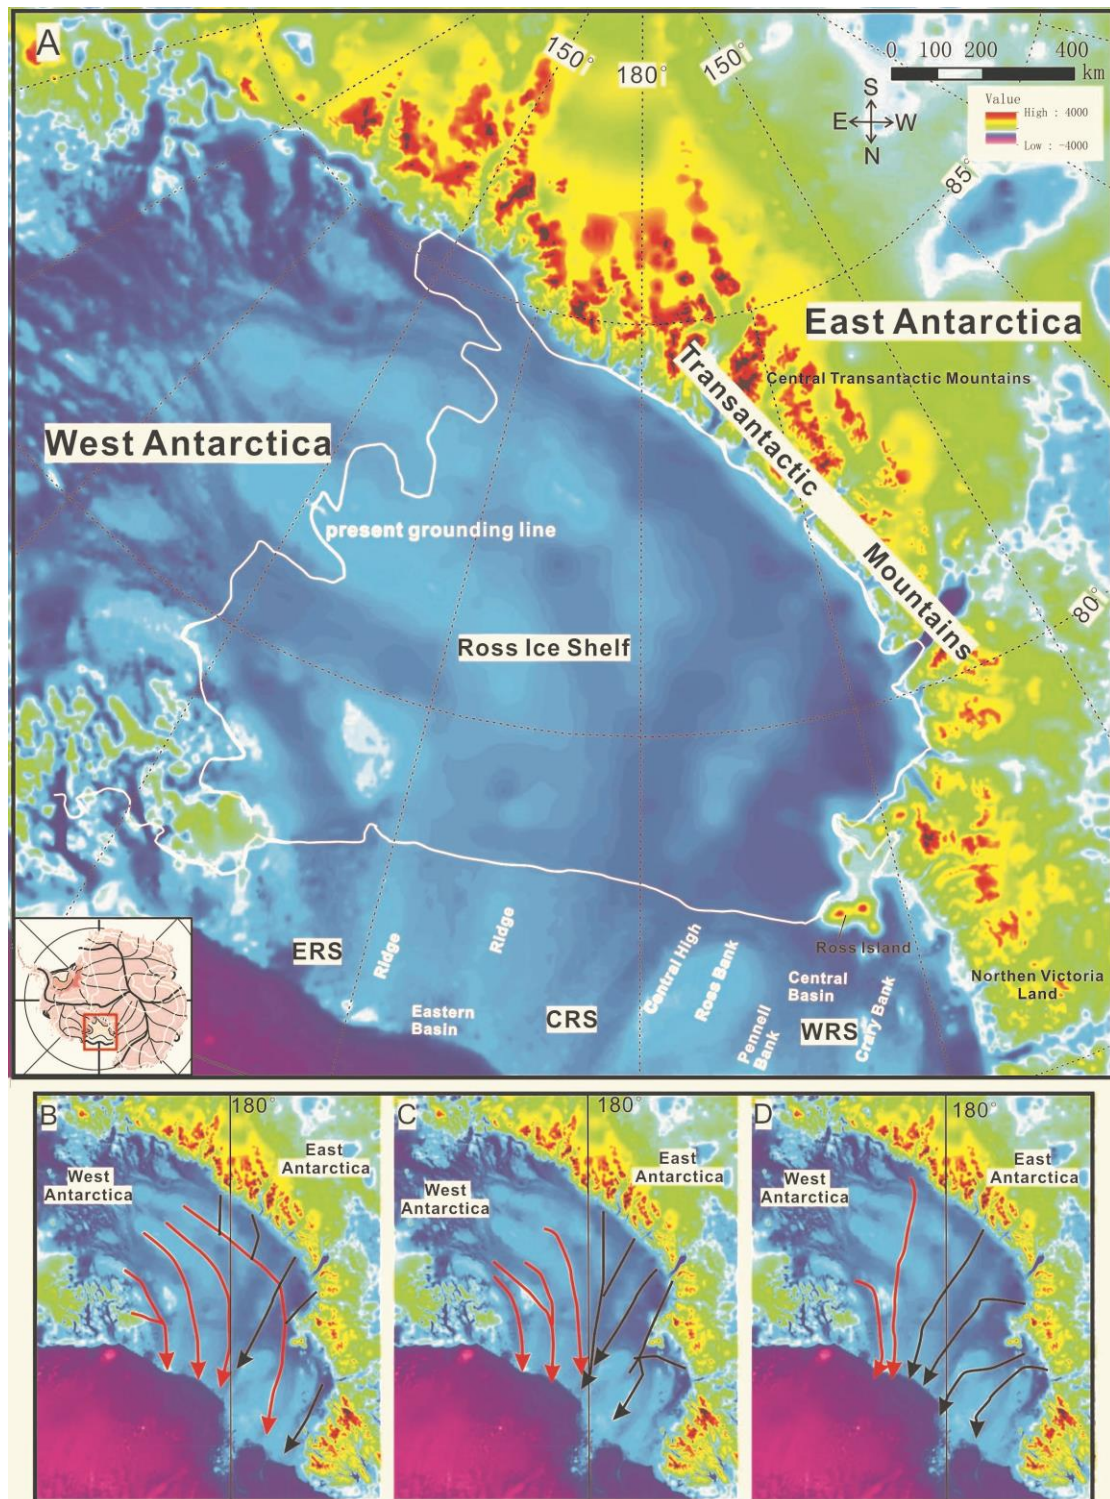 A
150°
180°
150°
0 100 200 400
km
S
E W
N
Value
High : 4000
Low : -4000
85°
East Antarctica
Central Transantactic Mountains
Transantactic
Mountains
West Antarctica
present grounding line
80°
Ross Ice Shelf
Ross Island
Northen Victoria
Land
ERS
Ridge
Ridge
Eastern
Basin
CRS
Central High
Ross Bank
Pennell
Bank
Central
Basin
WRS
Crary Bank
B
180°
West
Antarctica
East
Antarctica
C
180°
West
Antarctica
East
Antarctica
D
180°
West
Antarctica
East
Antarctica